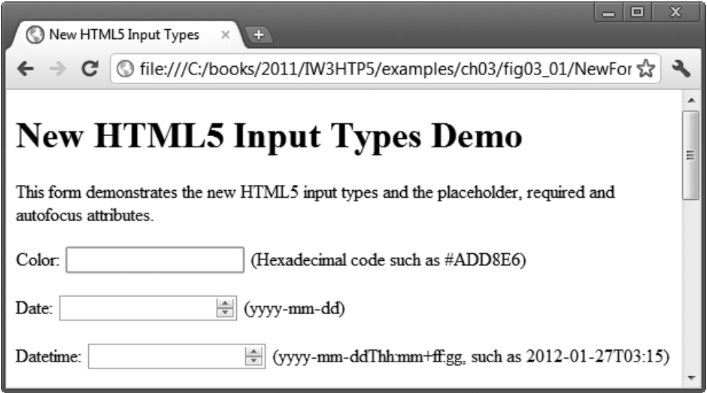 New HTML5 Input Types
file:///C:/books/2011/IW3HTP5/examples/ch03/fig03_01/NewFor
New HTML5 Input Types Demo
This form demonstrates the new HTML5 input types and the placeholder, required and
autofocus attributes.
Color: (Hexadecimal code such as #ADD8E6)
Date: (yyyy-mm-dd)
Datetime: (yyyy-mm-ddThh:mm+ff:gg, such as 2012-01-27T03:15)